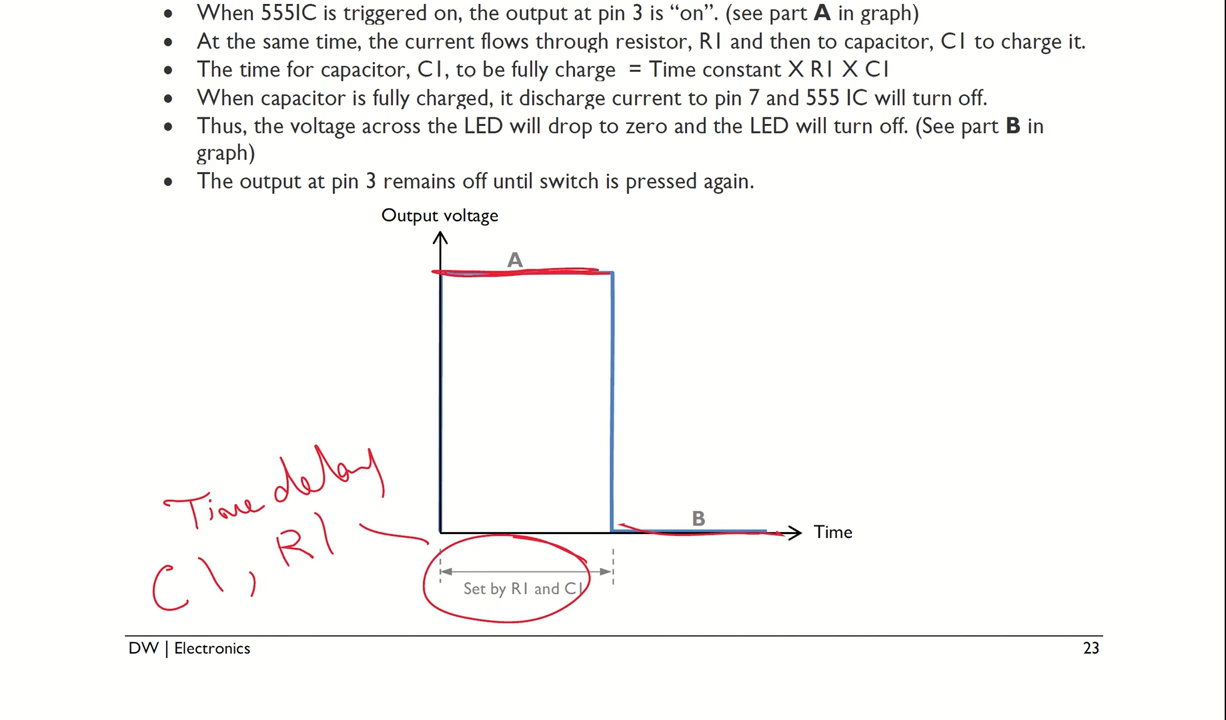 • When 555IC is triggered on, the output at pin 3 is “on”. (see part A in graph)
• At the same time, the current flows through resistor, R1 and then to capacitor, C1 to charge it.
• The time for capacitor, C1, to be fully charge = Time constant X R1 X C1
• When capacitor is fully charged, it discharge current to pin 7 and 555 IC will turn off.
• Thus, the voltage across the LED will drop to zero and the LED will turn off. (See part B in
graph)
• The output at pin 3 remains off until switch is pressed again.
Output voltage
A
B
Time
Time delay
C1, R1
Set by R1 and C1
DW | Electronics
23